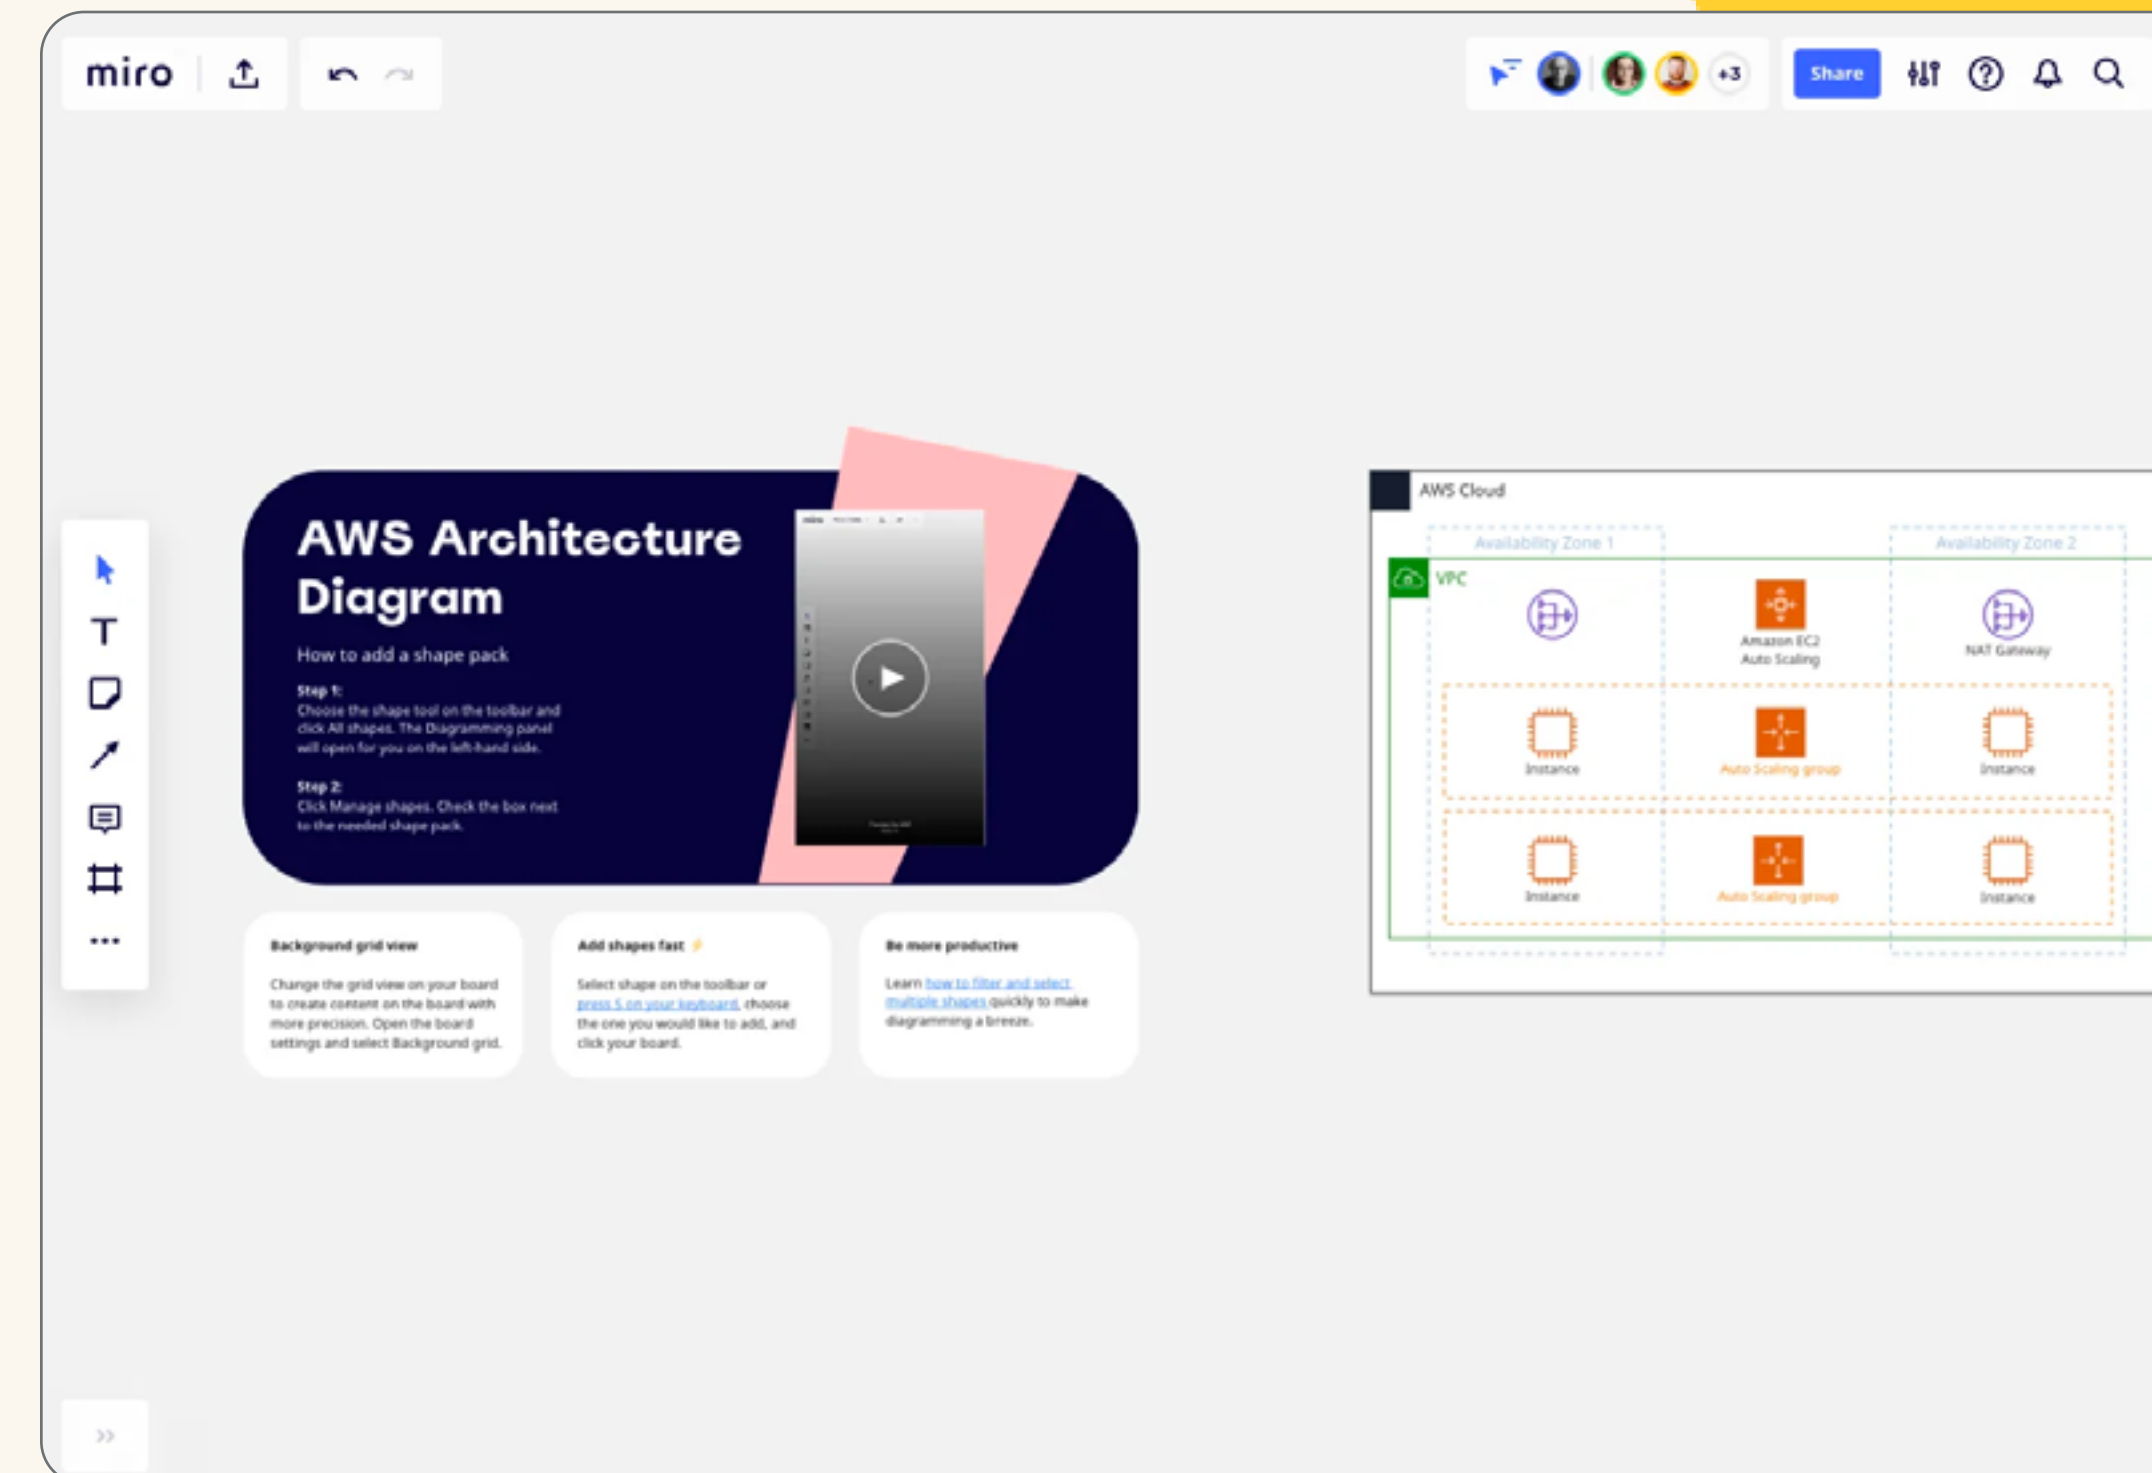 miro
+3
Share
AWS Architecture
Diagram
How to add a shape pack
Step 1:
Choose the shape tool on the toolbar and
click All shapes. The Diagramming panel
will open for you on the left-hand side.
Step 2:
Click Manage shapes. Check the box next
to the needed shape pack.
Background grid view
Change the grid view on your board
to create content on the board with
more precision. Open the board
settings and select Background grid.
Add shapes fast ⚡
Select shape on the toolbar or
press S on your keyboard, choose
the one you would like to add, and
click your board.
Be more productive
Learn how to filter and select
multiple shapes quickly to make
diagramming a breeze.
AWS Cloud
Availability Zone 1
Availability Zone 2
VPC
Amazon EC2
Auto Scaling
NAT Gateway
Instance
Auto Scaling group
Instance
Instance
Auto Scaling group
Instance